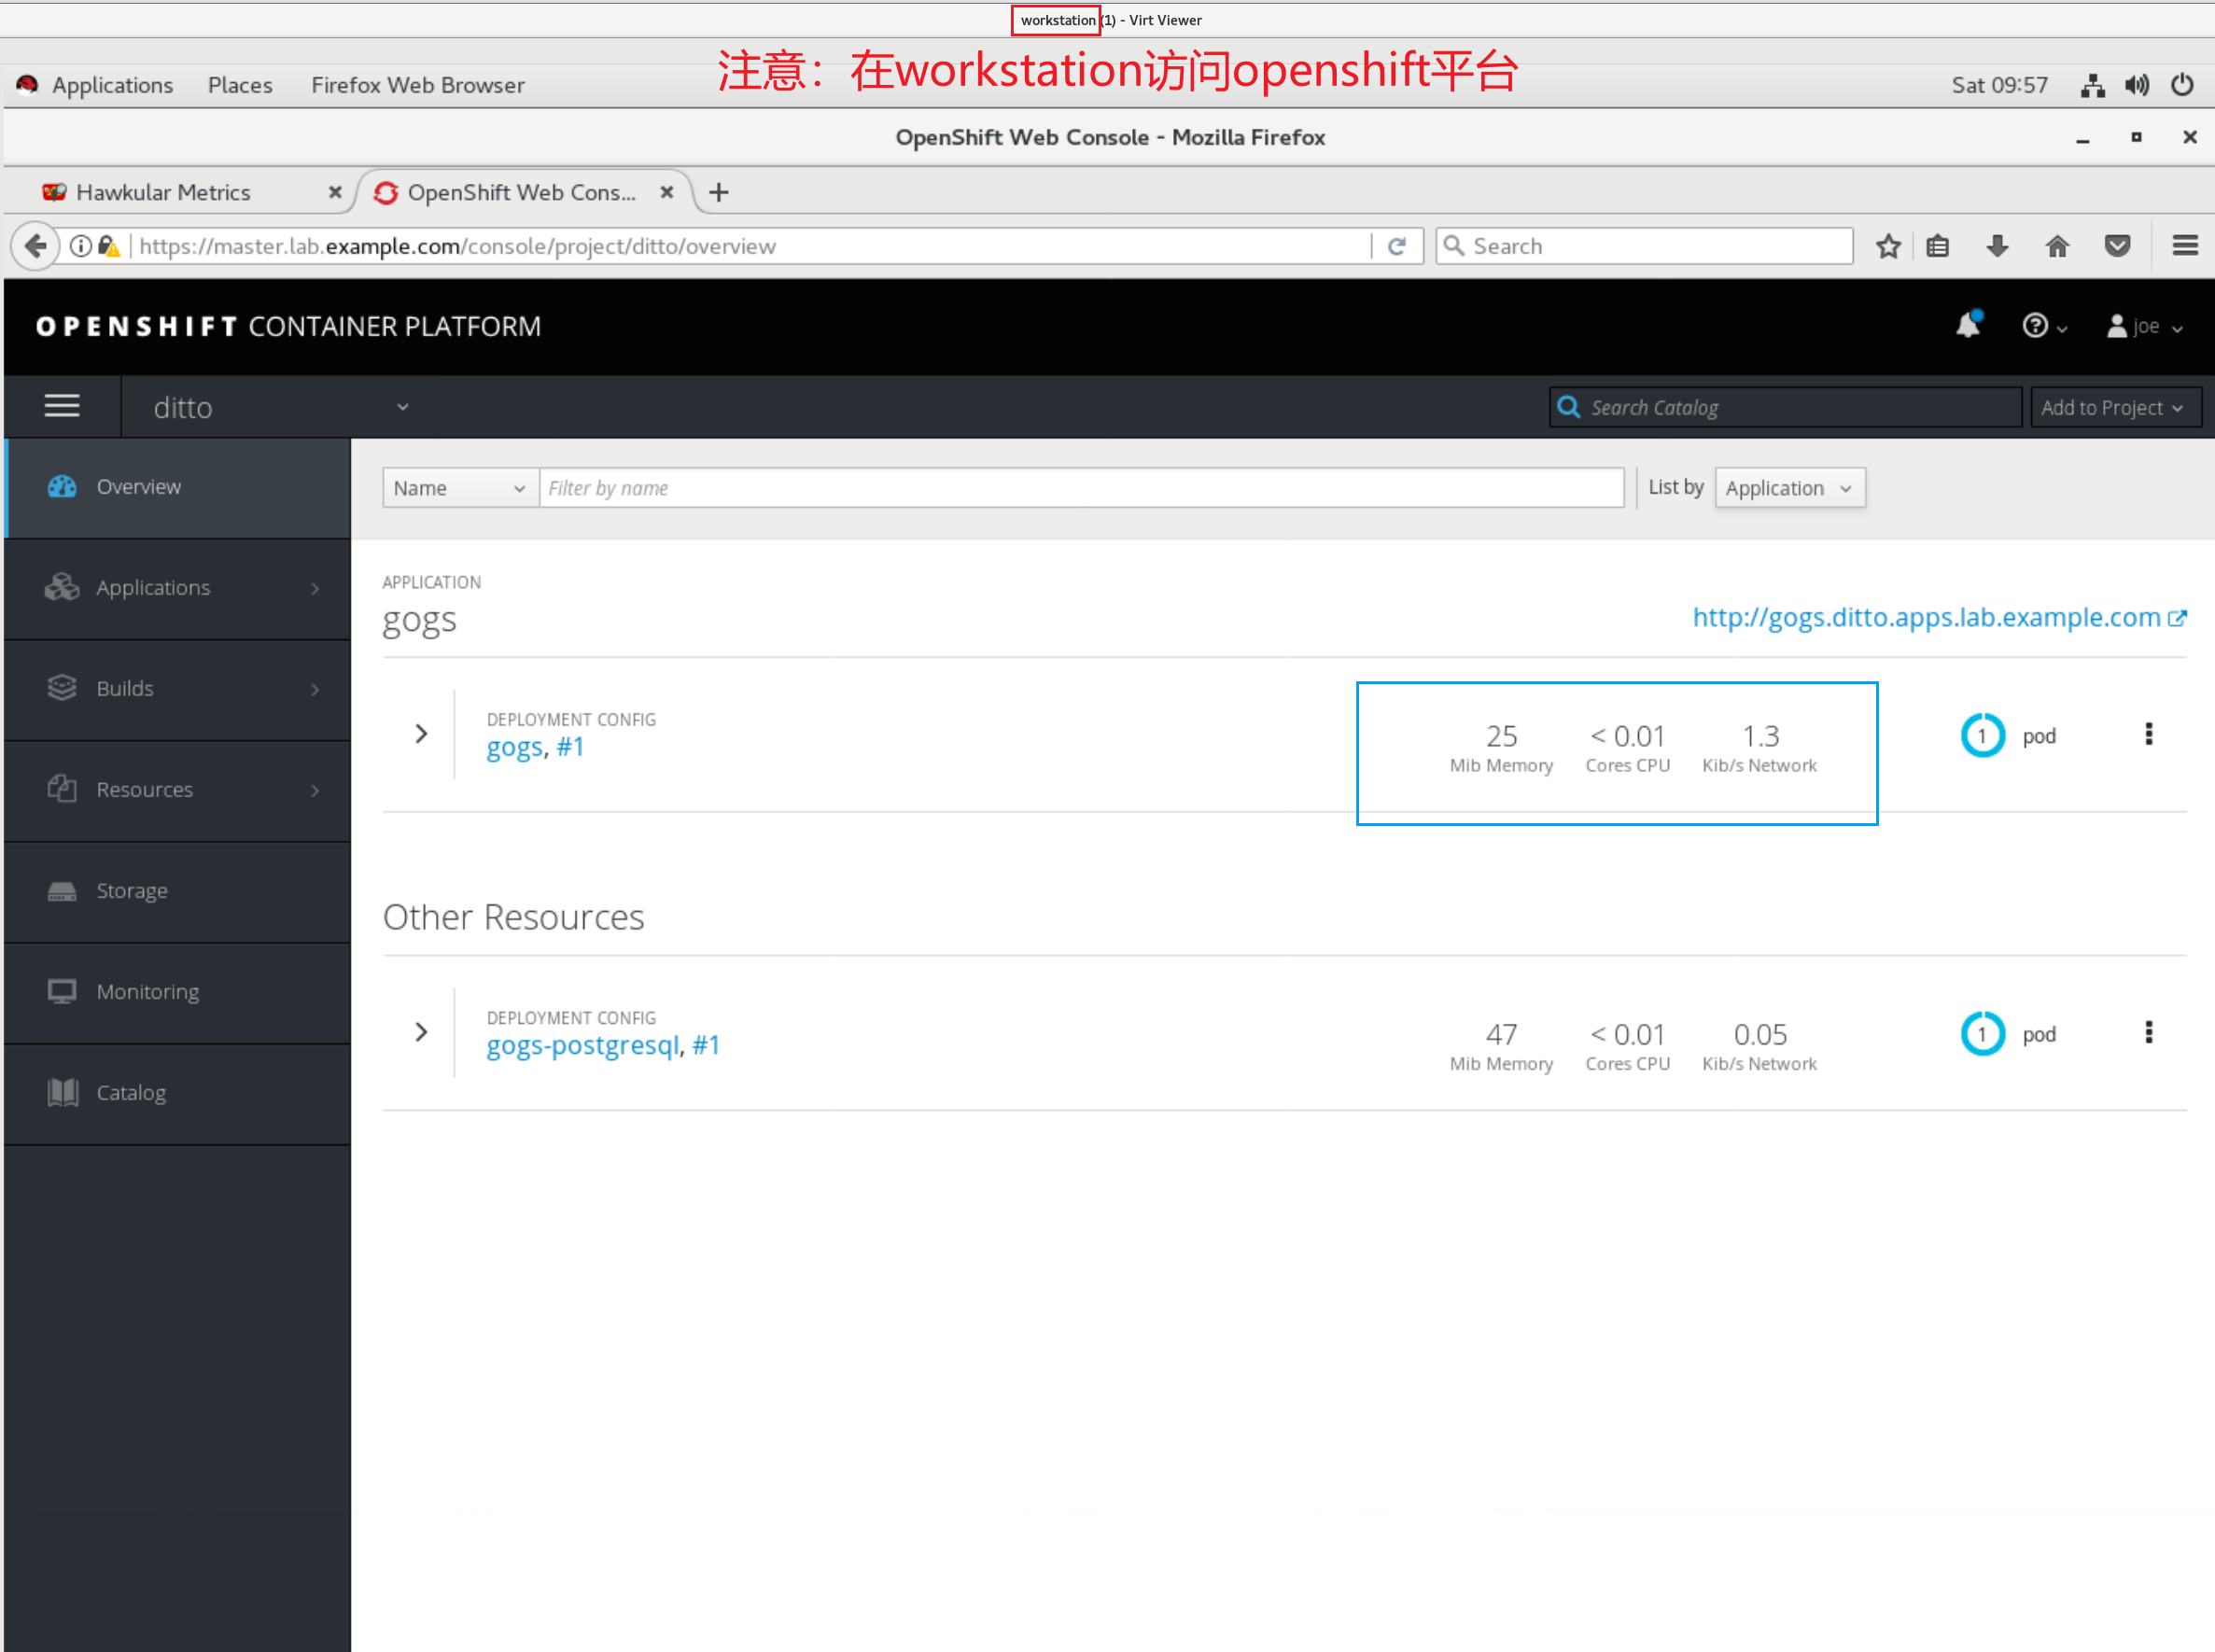 workstation (1) - Virt Viewer
注意：在workstation访问openshift平台
Applications Places Firefox Web Browser Sat 09:57
OpenShift Web Console - Mozilla Firefox
Hawkular Metrics OpenShift Web Cons...
https://master.lab.example.com/console/project/ditto/overview Search
OPENSHIFT CONTAINER PLATFORM joe
ditto Search Catalog Add to Project
Overview
Name Filter by name List by Application
Applications
Builds
Resources
Storage
Monitoring
Catalog
APPLICATION
gogs http://gogs.ditto.apps.lab.example.com
DEPLOYMENT CONFIG
gogs, #1
25 < 0.01 1.3
Mib Memory Cores CPU Kib/s Network
1 pod
Other Resources
DEPLOYMENT CONFIG
gogs-postgresql, #1
47 < 0.01 0.05
Mib Memory Cores CPU Kib/s Network
1 pod